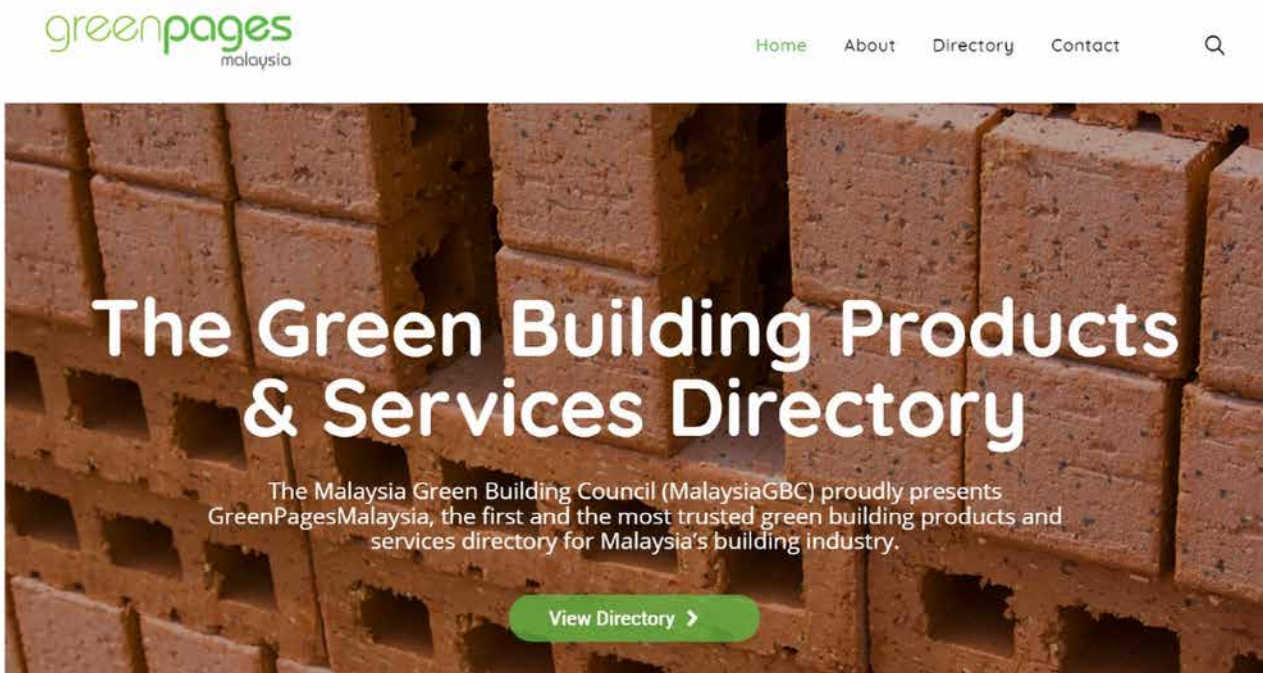 greenpages
malaysia
Home About Directory Contact
The Green Building Products
& Services Directory
The Malaysia Green Building Council (MalaysiaGBC) proudly presents
GreenPagesMalaysia, the first and the most trusted green building products and
services directory for Malaysia's building industry.
View Directory